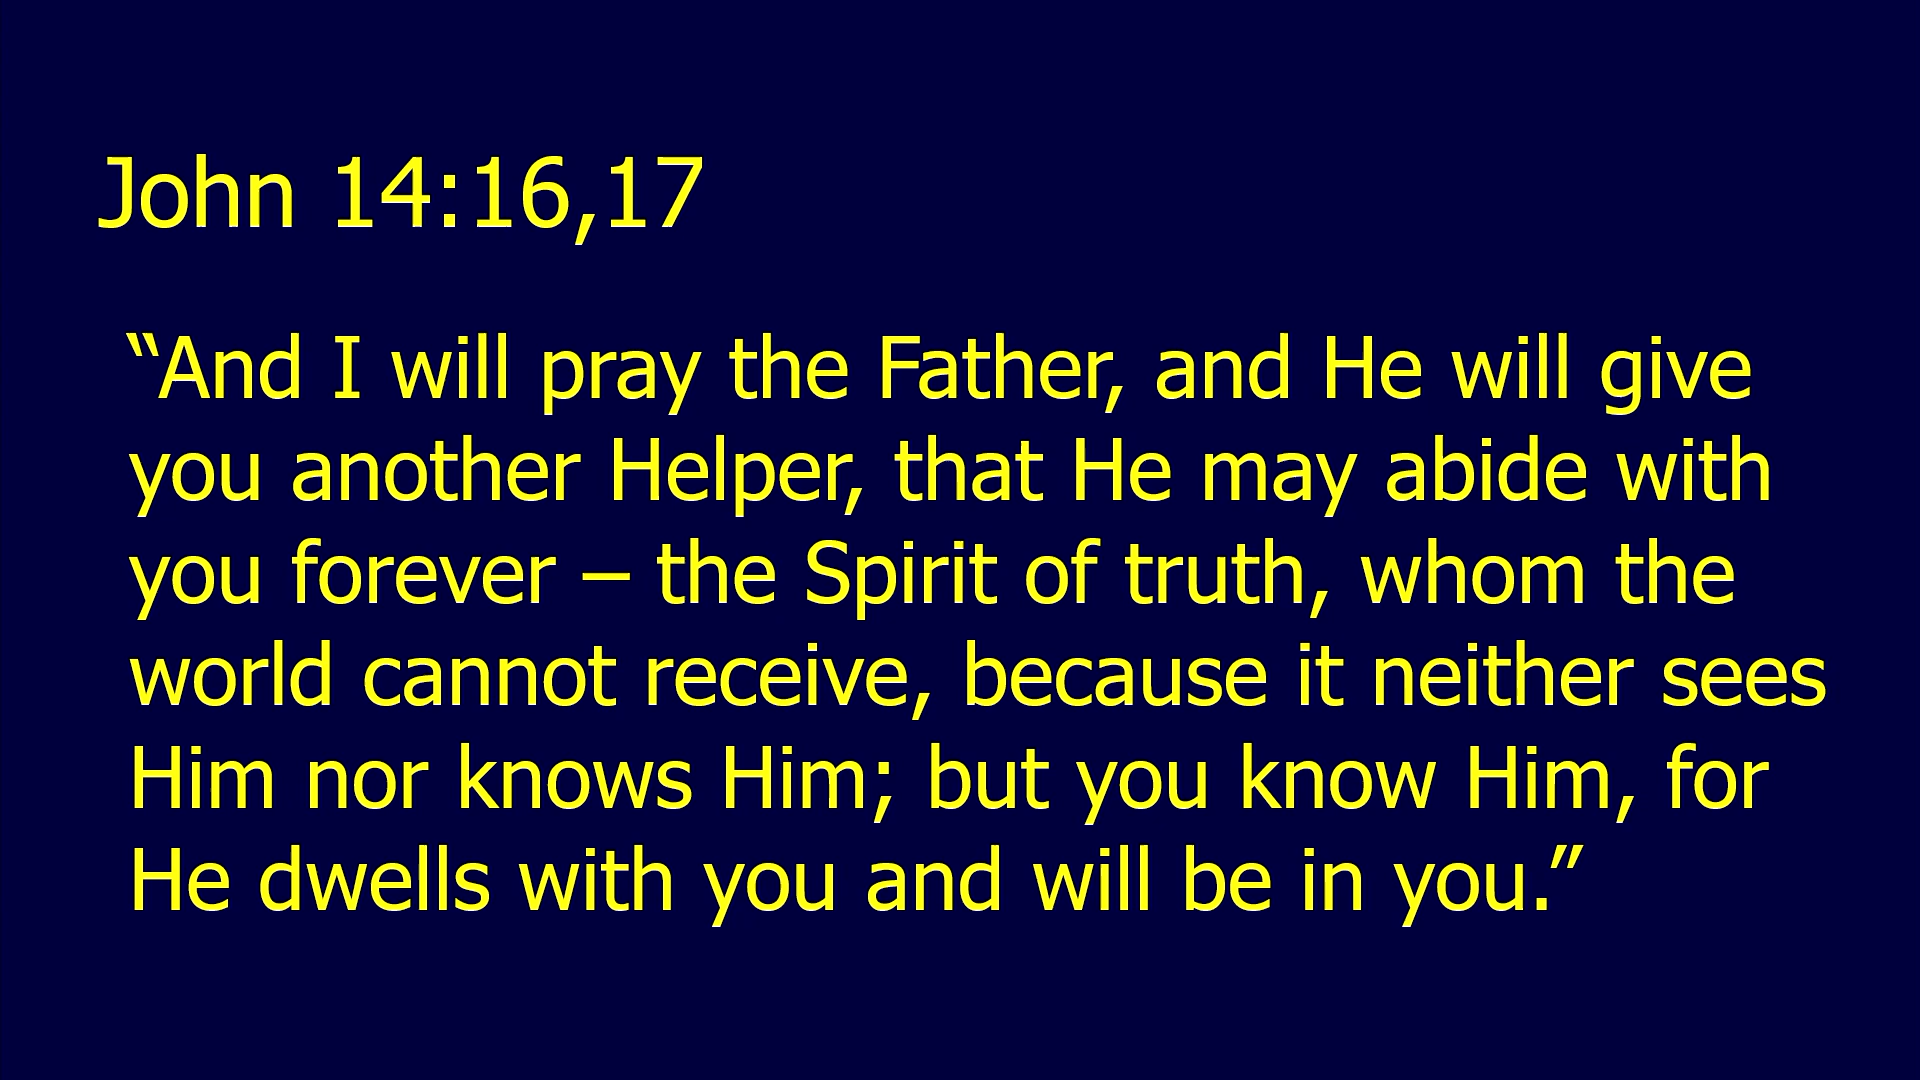 John 14:16,17
“And I will pray the Father, and He will give
you another Helper, that He may abide with
you forever – the Spirit of truth, whom the
world cannot receive, because it neither sees
Him nor knows Him; but you know Him, for
He dwells with you and will be in you.”